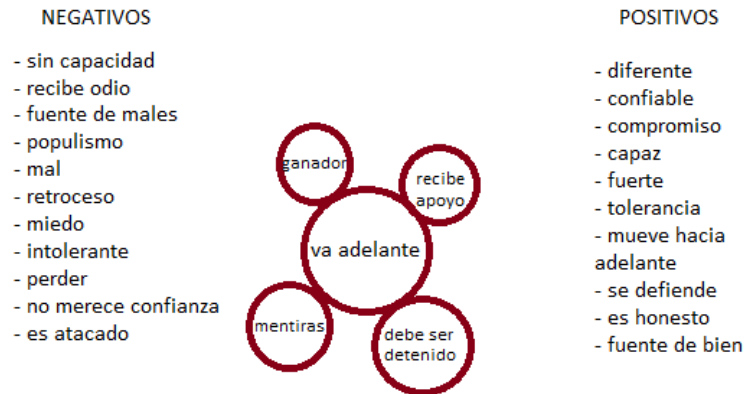 NEGATIVOS
- sin capacidad
- recibe odio
- fuente de males
- populismo
- mal
- retroceso
- miedo
- intolerante
- perder
- no merece confianza
- es atacado
ganador
recibe
apoyo
va adelante
mentiras
debe ser
detenido
POSITIVOS
- diferente
- confiable
- compromiso
- capaz
- fuerte
- tolerancia
- mueve hacia
adelante
- se defiende
- es honesto
- fuente de bien